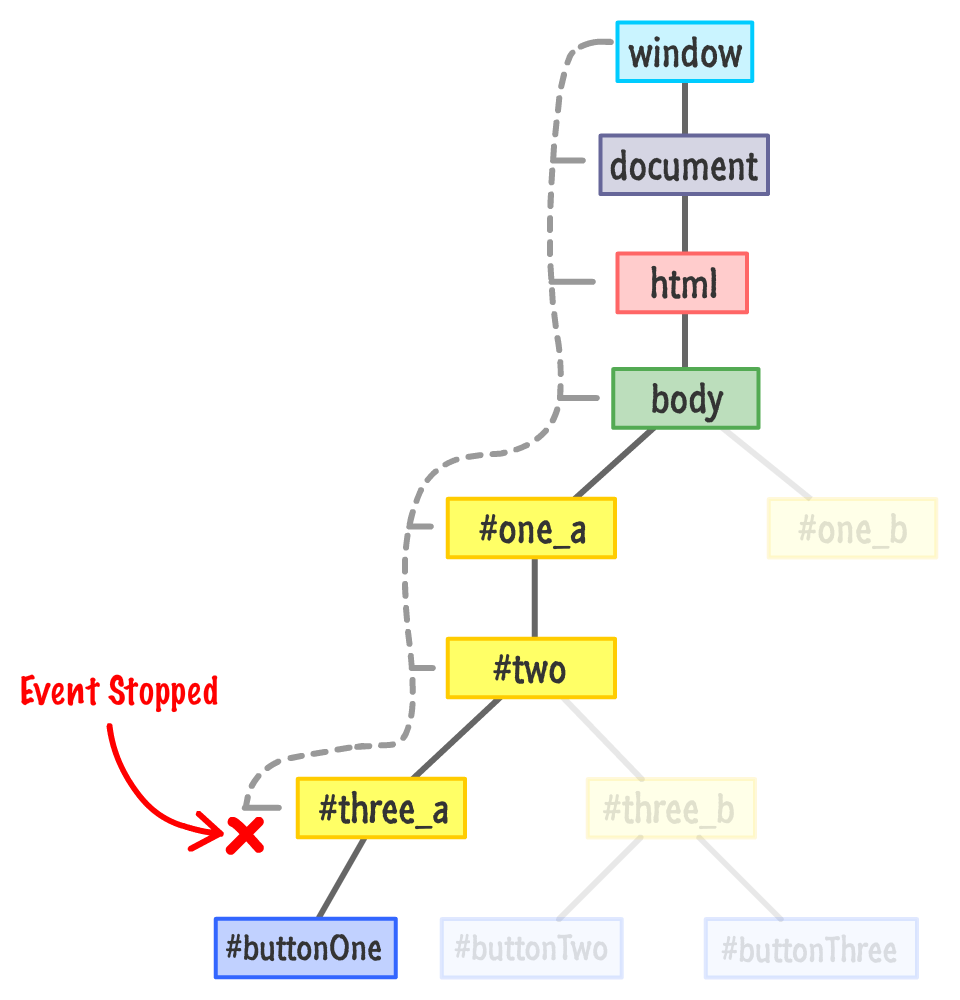 window
document
html
body
#one_a
#one_b
#two
Event Stopped
#three_a
#three_b
#buttonOne
#buttonTwo
#buttonThree